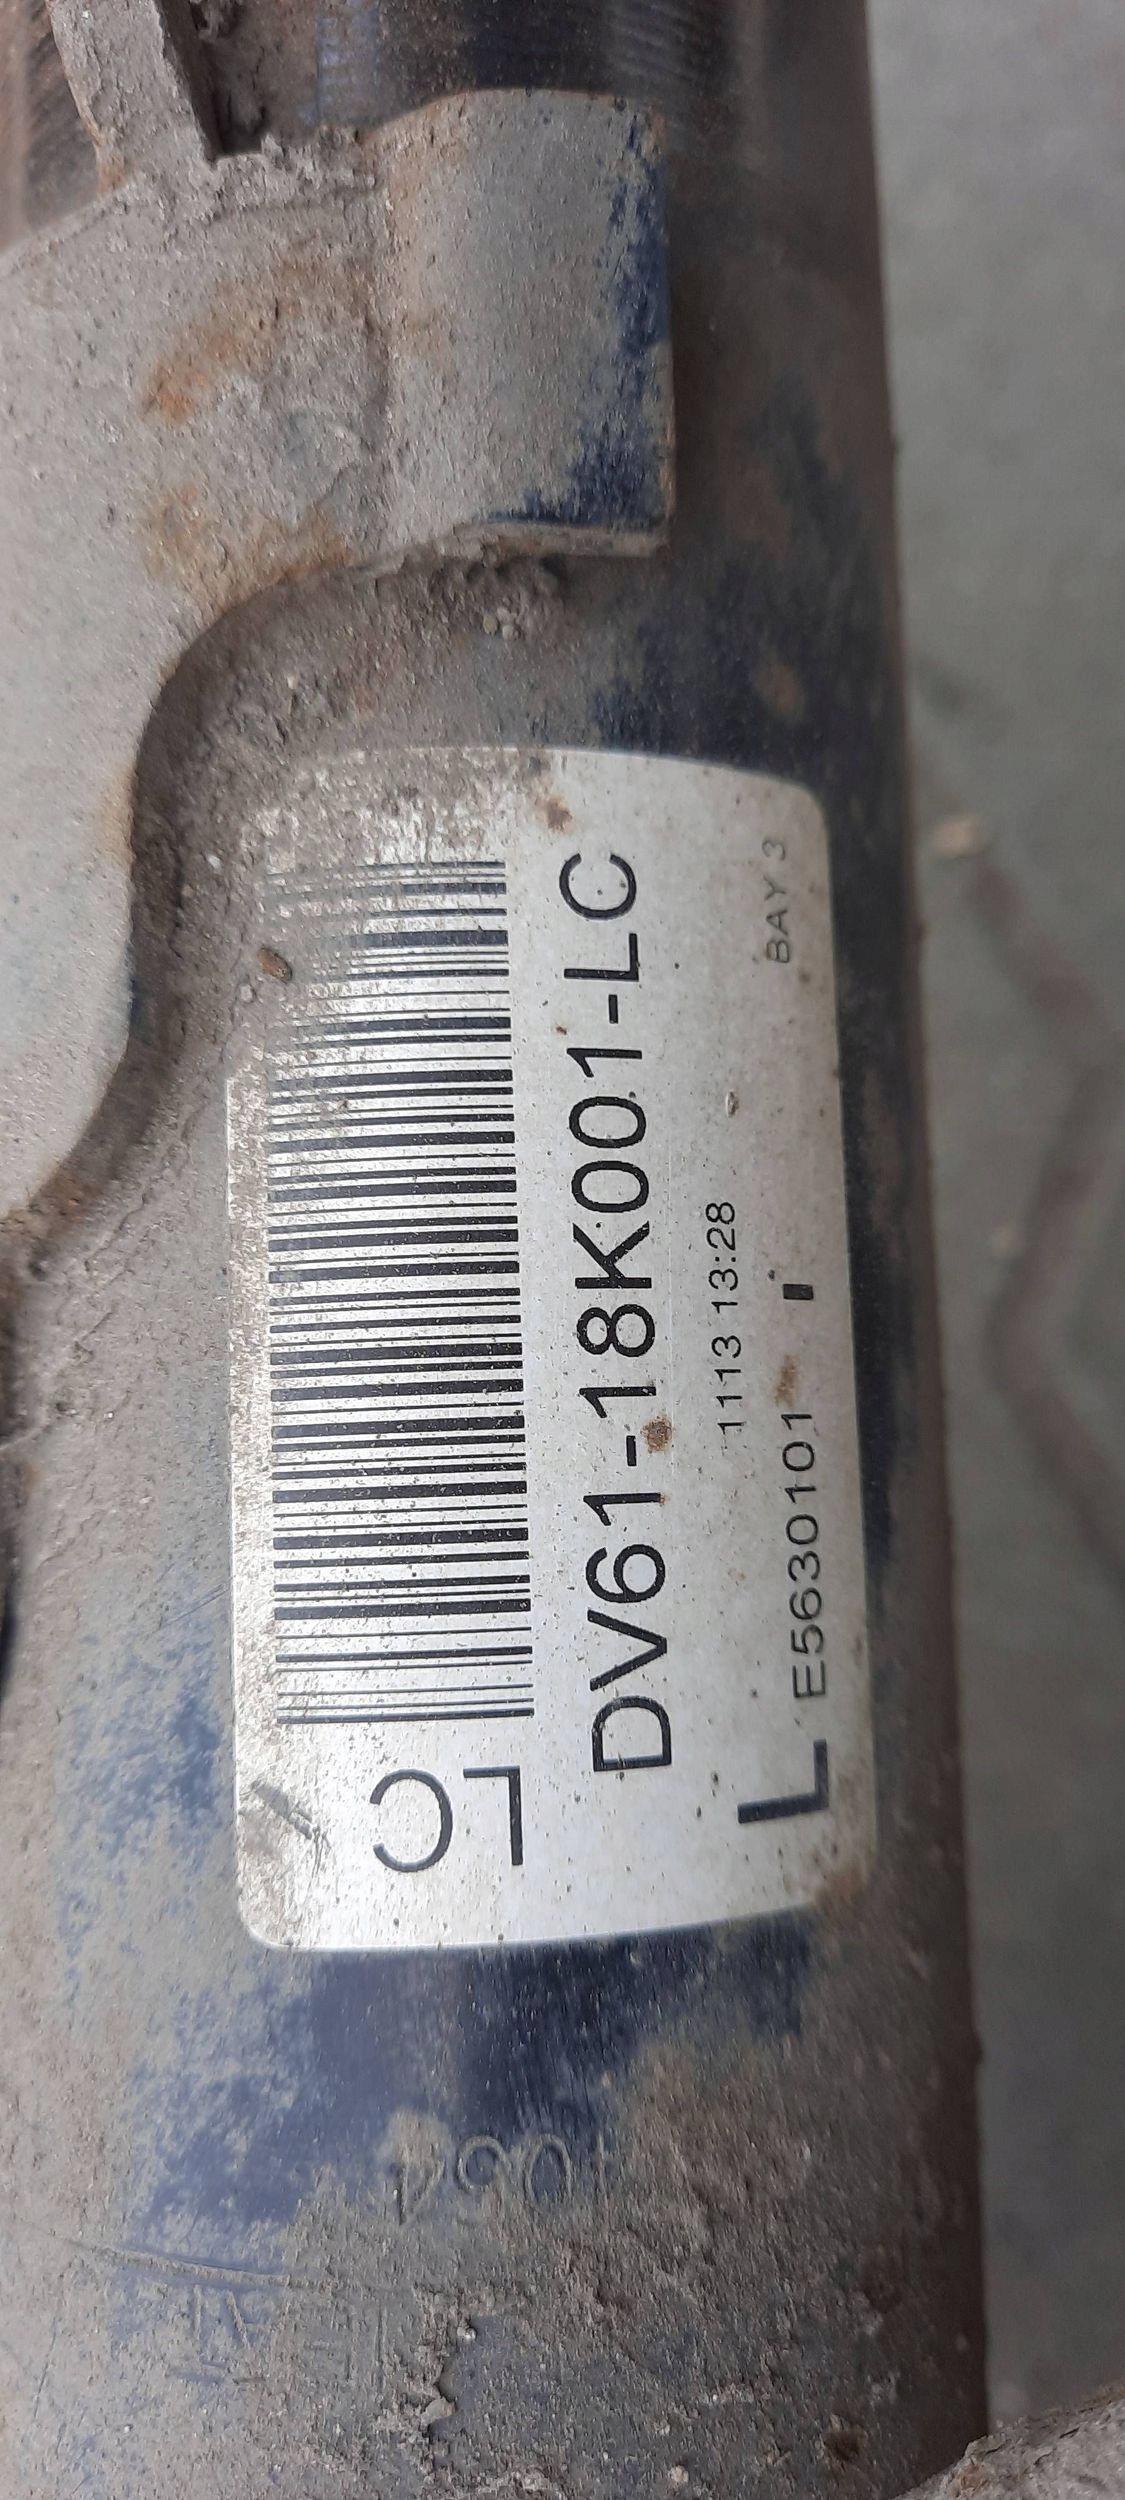 LC
DV61-18K001-LC
1113 13:28
L E5630101 -
BAY 3